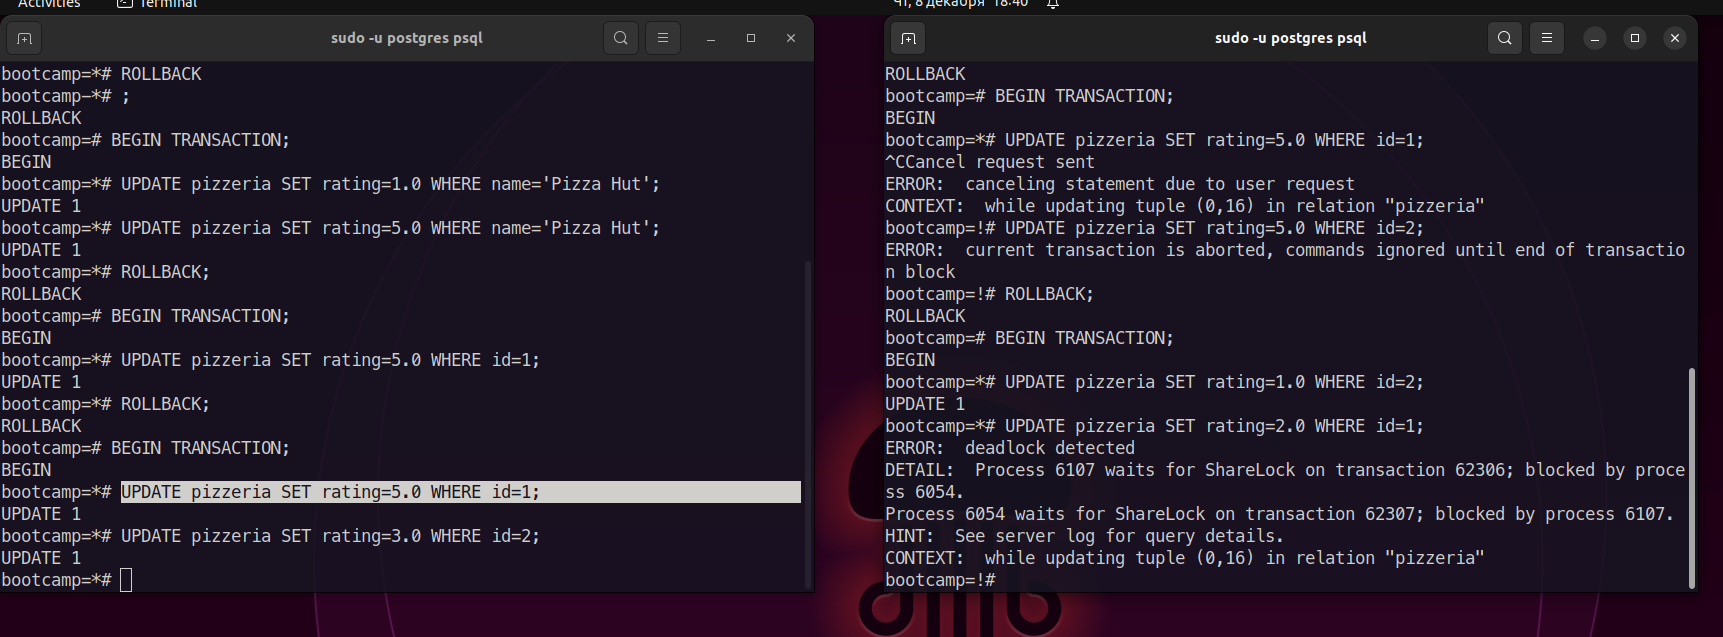 Activities
Terminal
Чт, 8 декабря 18:40
sudo -u postgres psql
bootcamp=*# ROLLBACK
bootcamp-*# ;
ROLLBACK
bootcamp=# BEGIN TRANSACTION;
BEGIN
bootcamp=*# UPDATE pizzeria SET rating=1.0 WHERE name='Pizza Hut';
UPDATE 1
bootcamp=*# UPDATE pizzeria SET rating=5.0 WHERE name='Pizza Hut';
UPDATE 1
bootcamp=*# ROLLBACK;
ROLLBACK
bootcamp=# BEGIN TRANSACTION;
BEGIN
bootcamp=*# UPDATE pizzeria SET rating=5.0 WHERE id=1;
UPDATE 1
bootcamp=*# ROLLBACK;
ROLLBACK
bootcamp=# BEGIN TRANSACTION;
BEGIN
bootcamp=*# UPDATE pizzeria SET rating=5.0 WHERE id=1;
UPDATE 1
bootcamp=*# UPDATE pizzeria SET rating=3.0 WHERE id=2;
UPDATE 1
bootcamp=*#
sudo -u postgres psql
ROLLBACK
bootcamp=# BEGIN TRANSACTION;
BEGIN
bootcamp=*# UPDATE pizzeria SET rating=5.0 WHERE id=1;
^CCancel request sent
ERROR:  canceling statement due to user request
CONTEXT:  while updating tuple (0,16) in relation "pizzeria"
bootcamp=!# UPDATE pizzeria SET rating=5.0 WHERE id=2;
ERROR:  current transaction is aborted, commands ignored until end of transactio
n block
bootcamp=!# ROLLBACK;
ROLLBACK
bootcamp=# BEGIN TRANSACTION;
BEGIN
bootcamp=*# UPDATE pizzeria SET rating=1.0 WHERE id=2;
UPDATE 1
bootcamp=*# UPDATE pizzeria SET rating=2.0 WHERE id=1;
ERROR:  deadlock detected
DETAIL:  Process 6107 waits for ShareLock on transaction 62306; blocked by proce
ss 6054.
Process 6054 waits for ShareLock on transaction 62307; blocked by process 6107.
HINT:  See server log for query details.
CONTEXT:  while updating tuple (0,16) in relation "pizzeria"
bootcamp=!#